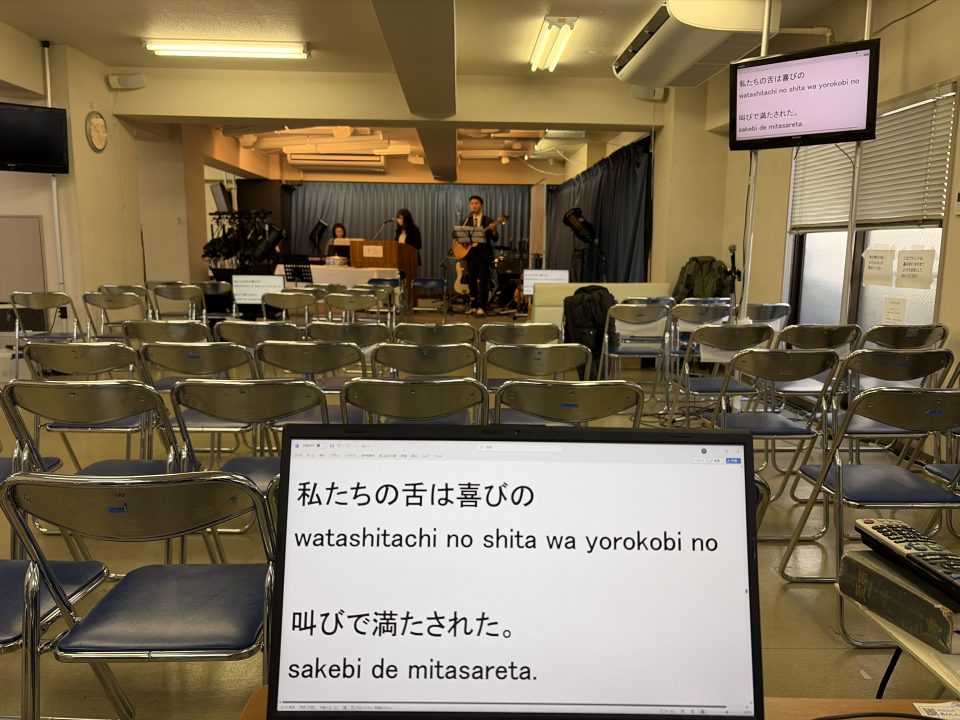 私たちの舌は喜びの
watashitachi no shita wa yorokobi no
叫びで満たされた。
sakebi de mitasareta.
私たちの舌は喜びの
watashitachi no shita wa yorokobi no
叫びで満たされた。
sakebi de mitasareta.